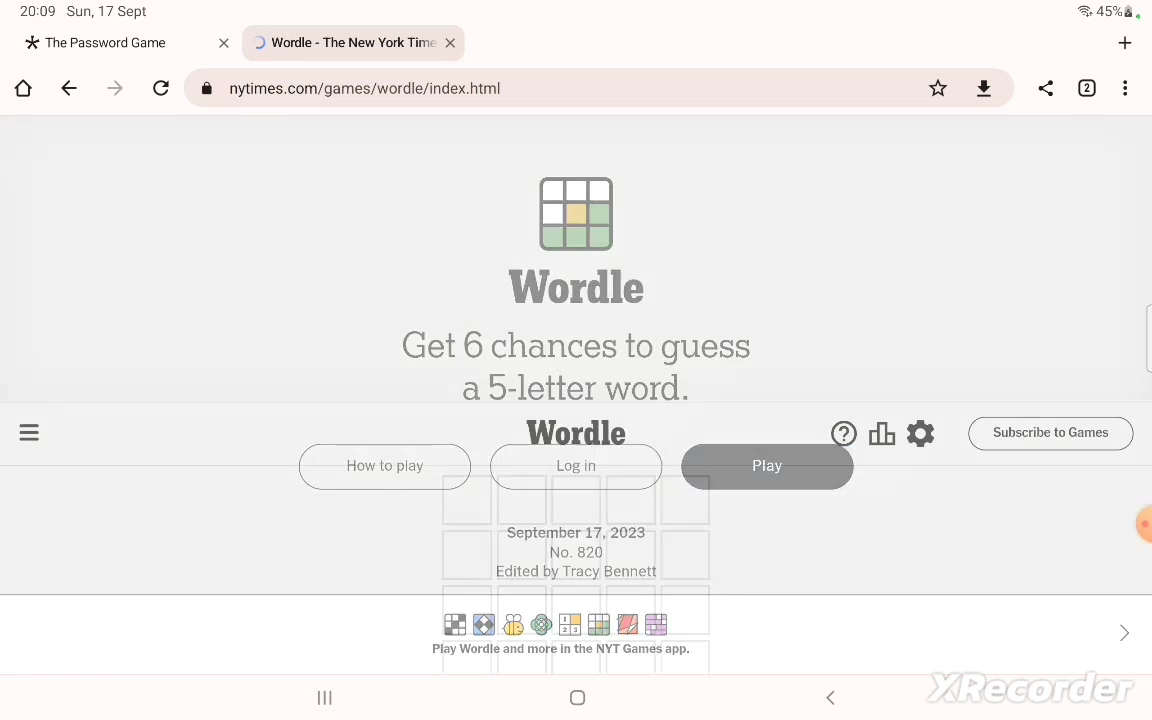 20:09 Sun, 17 Sept 45%
The Password Game
Wordle - The New York Time
nytimes.com/games/wordle/index.html
2
Wordle
Get 6 chances to guess
a 5-letter word.
Wordle
Subscribe to Games
How to play
Log in
Play
September 17, 2023
No. 820
Edited by Tracy Bennett
Play Wordle and more in the NYT Games app.
XRecorder